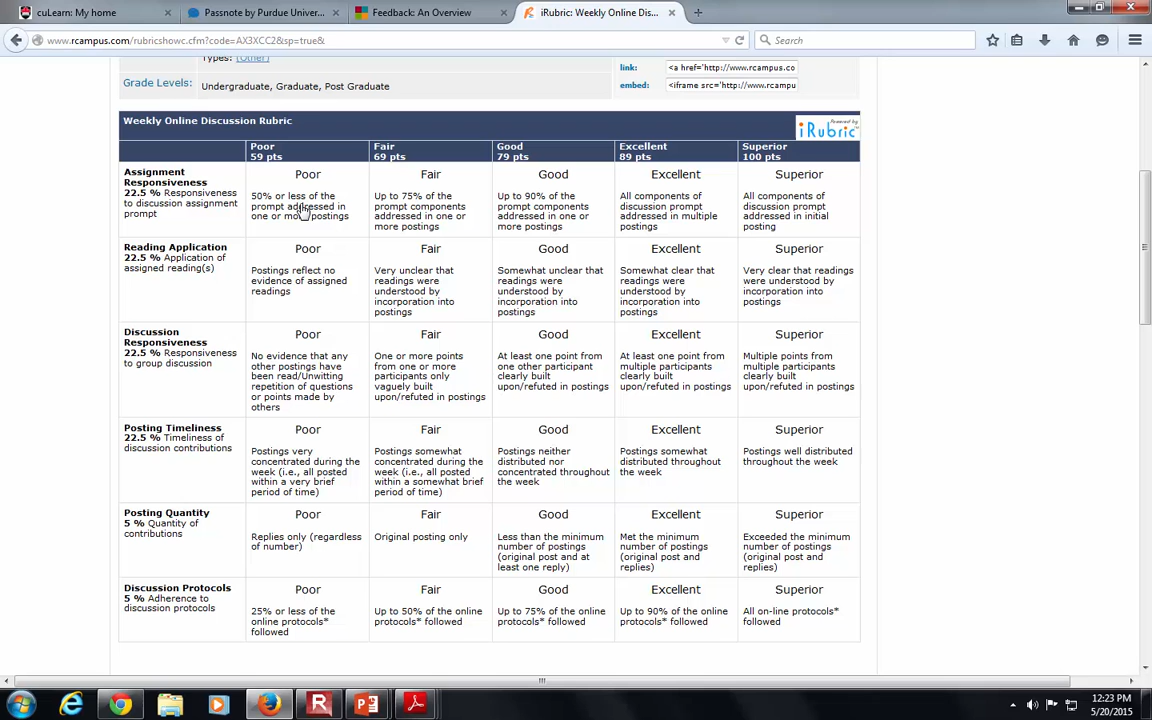 cuLearn: My home
Passnote by Purdue Univer...
Feedback: An Overview
iRubric: Weekly Online Dis...
www.rcampus.com/rubricshowc.cfm?code=AX3XCC2&sp=true&
Search
Types: (Other)
link: <a href='http://www.rcampus.co
Grade Levels: Undergraduate, Graduate, Post Graduate
embed: <iframe src='http://www.rcampu
Weekly Online Discussion Rubric
Powered by
iRubric
Poor
59 pts
Fair
69 pts
Good
79 pts
Excellent
89 pts
Superior
100 pts
Assignment
Responsiveness
22.5 % Responsiveness
to discussion assignment
prompt
Poor
50% or less of the
prompt addressed in
one or more postings
Fair
Up to 75% of the
prompt components
addressed in one or
more postings
Good
Up to 90% of the
prompt components
addressed in one or
more postings
Excellent
All components of
discussion prompt
addressed in multiple
postings
Superior
All components of
discussion prompt
addressed in initial
posting
Reading Application
22.5 % Application of
assigned reading(s)
Poor
Postings reflect no
evidence of assigned
readings
Fair
Very unclear that
readings were
understood by
incorporation into
postings
Good
Somewhat unclear that
readings were
understood by
incorporation into
postings
Excellent
Somewhat clear that
readings were
understood by
incorporation into
postings
Superior
Very clear that readings
were understood by
incorporation into
postings
Discussion
Responsiveness
22.5 % Responsiveness
to group discussion
Poor
No evidence that any
other postings have
been read/Unwitting
repetition of questions
or points made by
others
Fair
One or more points
from one or more
participants only
vaguely built
upon/refuted in postings
Good
At least one point from
one other participant
clearly built
upon/refuted in postings
Excellent
At least one point from
multiple participants
clearly built
upon/refuted in postings
Superior
Multiple points from
multiple participants
clearly built
upon/refuted in postings
Posting Timeliness
22.5 % Timeliness of
discussion contributions
Poor
Postings very
concentrated during the
week (i.e., all posted
within a very brief
period of time)
Fair
Postings somewhat
concentrated during the
week (i.e., all posted
within a somewhat brief
period of time)
Good
Postings neither
distributed nor
concentrated throughout
the week
Excellent
Postings somewhat
distributed throughout
the week
Superior
Postings well distributed
throughout the week
Posting Quantity
5 % Quantity of
contributions
Poor
Replies only (regardless
of number)
Fair
Original posting only
Good
Less than the minimum
number of postings
(original post and at
least one reply)
Excellent
Met the minimum
number of postings
(original post and
replies)
Superior
Exceeded the minimum
number of postings
(original post and
replies)
Discussion Protocols
5 % Adherence to
discussion protocols
Poor
25% or less of the
online protocols*
followed
Fair
Up to 50% of the online
protocols* followed
Good
Up to 75% of the online
protocols* followed
Excellent
Up to 90% of the online
protocols* followed
Superior
All on-line protocols*
followed
12:23 PM
5/20/2015